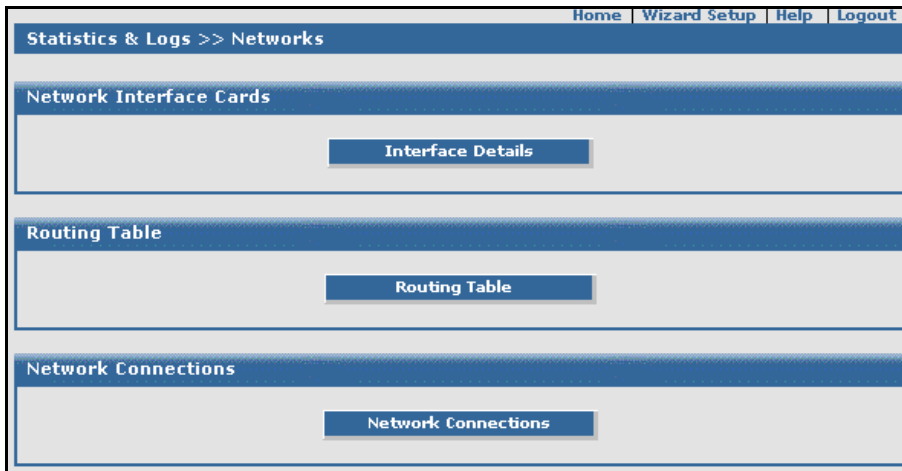 Home | Wizard Setup | Help | Logout
Statistics & Logs >> Networks
Network Interface Cards
Interface Details
Routing Table
Routing Table
Network Connections
Network Connections